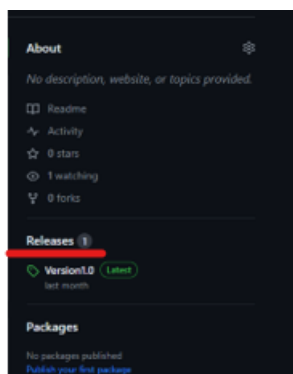 About
No description, website, or topics provided.
Readme
Activity
0 stars
1 watching
0 forks
Releases 1
Version1.0 Latest
last month
Packages
No packages published
Publish your first package